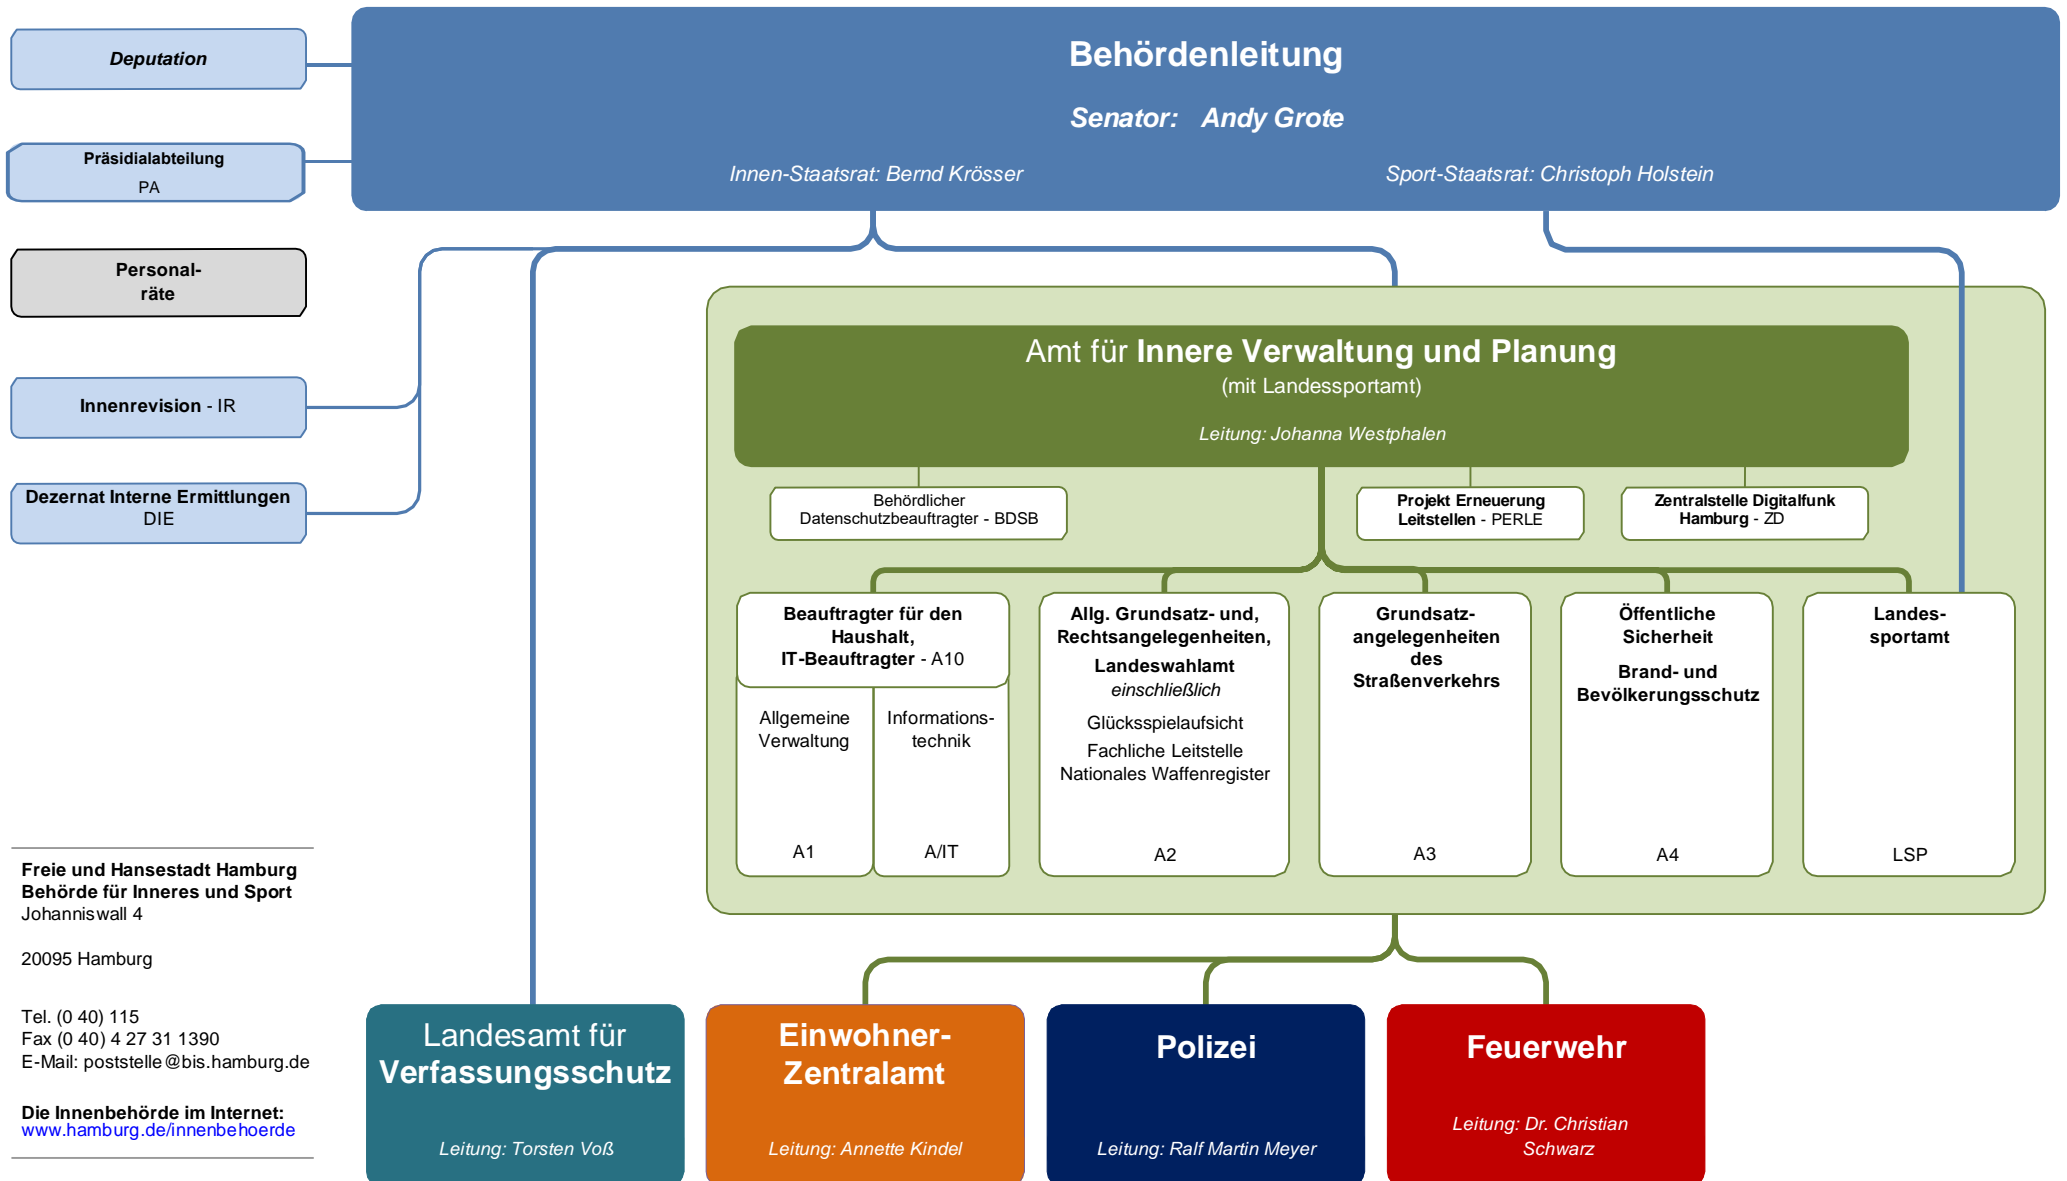 Deputation
Präsidialabteilung
PA
Personal-
räte
Innenrevision - IR
Dezernat Interne Ermittlungen
DIE
Behördenleitung
Senator: Andy Grote
Innen-Staatsrat: Bernd Krösser
Sport-Staatsrat: Christoph Holstein
Amt für Innere Verwaltung und Planung
(mit Landessportamt)
Leitung: Johanna Westphalen
Behördlicher
Datenschutzbeauftragter - BDSB
Projekt Erneuerung
Leitstellen - PERLE
Zentralstelle Digitalfunk
Hamburg - ZD
Beauftragter für den
Haushalt,
IT-Beauftragter - A10
Allgemeine
Verwaltung
A1
Informations-
technik
A/IT
Allg. Grundsatz- und,
Rechtsangelegenheiten,
Landeswahlamt
einschließlich
Glücksspielaufsicht
Fachliche Leitstelle
Nationales Waffenregister
A2
Grundsatz-
angelegenheiten
des
Straßenverkehrs
A3
Öffentliche
Sicherheit
Brand- und
Bevölkerungsschutz
A4
Landes-
sportamt
LSP
Freie und Hansestadt Hamburg
Behörde für Inneres und Sport
Johanniswall 4
20095 Hamburg
Tel. (0 40) 115
Fax (0 40) 4 27 31 1390
E-Mail: poststelle@bis.hamburg.de
Die Innenbehörde im Internet:
www.hamburg.de/innenbehoerde
Landesamt für
Verfassungsschutz
Leitung: Torsten Voß
Einwohner-
Zentralamt
Leitung: Annette Kindel
Polizei
Leitung: Ralf Martin Meyer
Feuerwehr
Leitung: Dr. Christian
Schwarz